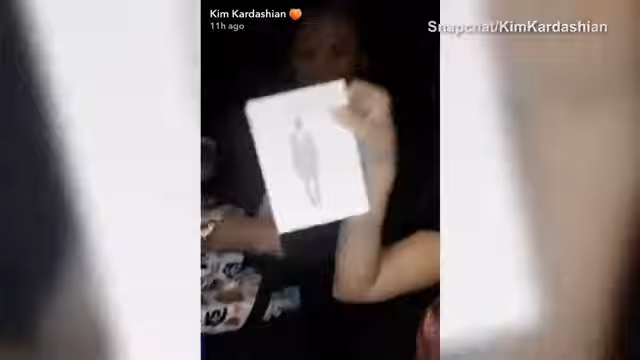 Kim Kardashian 🍑
11h ago
Snapchat/KimKardashian